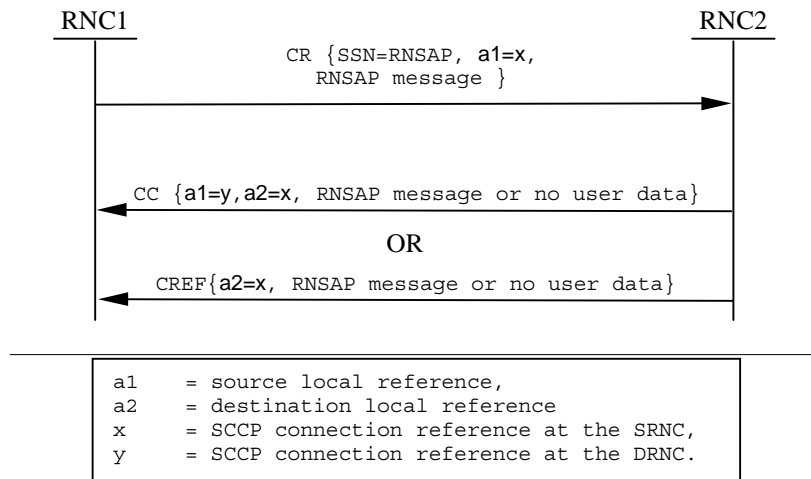 RNC1 RNC2
CR {SSN=RNSAP, a1=x,
RNSAP message }
CC {a1=y,a2=x, RNSAP message or no user data}
OR
CREF{a2=x, RNSAP message or no user data}
a1 = source local reference,
a2 = destination local reference
x = SCCP connection reference at the SRNC,
y = SCCP connection reference at the DRNC.